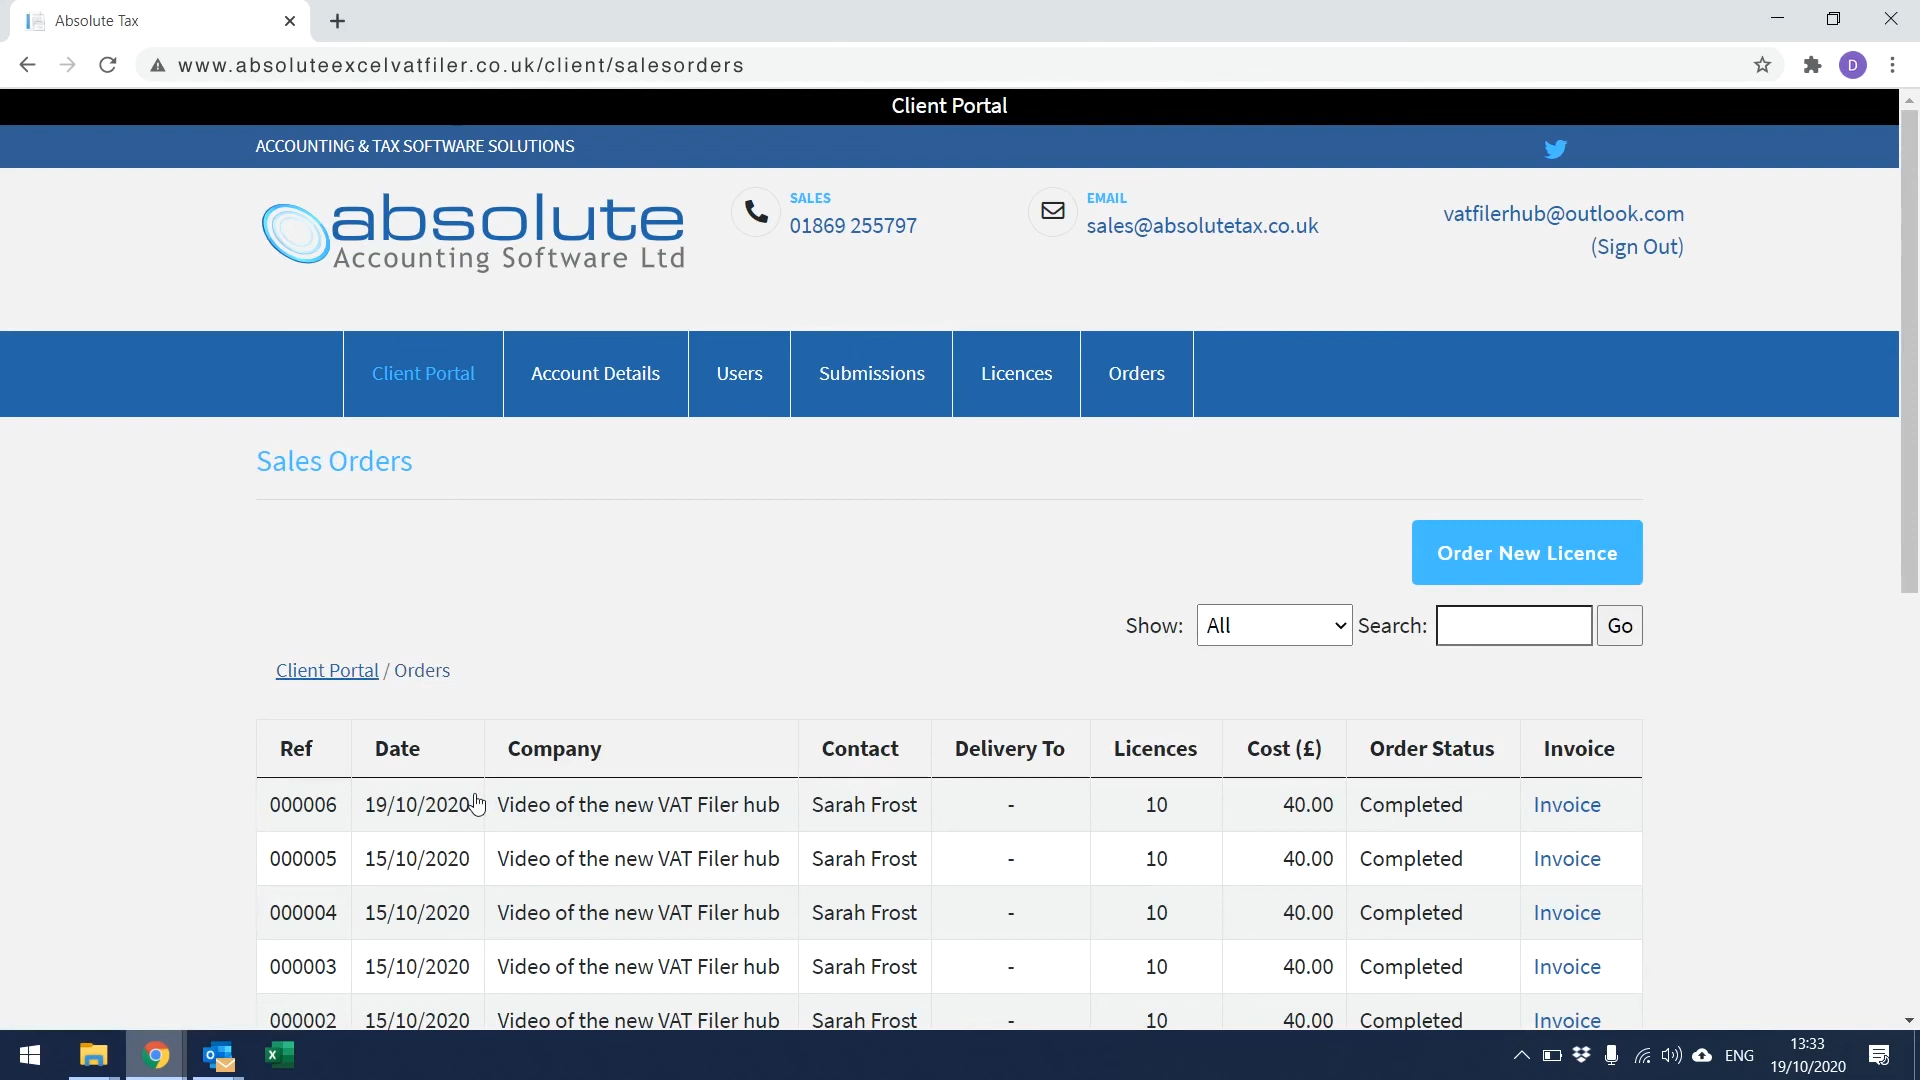 Absolute Tax
www.absoluteexcelvatfiler.co.uk/client/salesorders
D
Client Portal
ACCOUNTING & TAX SOFTWARE SOLUTIONS
absolute
Accounting Software Ltd
SALES
01869 255797
EMAIL
sales@absolutetax.co.uk
vatfilerhub@outlook.com
(Sign Out)
Client Portal Account Details Users Submissions Licences Orders
Sales Orders
Order New Licence
Show: All Search: Go
Client Portal / Orders
Ref Date Company Contact Delivery To Licences Cost (£) Order Status Invoice
000006 19/10/2020 Video of the new VAT Filer hub Sarah Frost - 10 40.00 Completed Invoice
000005 15/10/2020 Video of the new VAT Filer hub Sarah Frost - 10 40.00 Completed Invoice
000004 15/10/2020 Video of the new VAT Filer hub Sarah Frost - 10 40.00 Completed Invoice
000003 15/10/2020 Video of the new VAT Filer hub Sarah Frost - 10 40.00 Completed Invoice
000002 15/10/2020 Video of the new VAT Filer hub Sarah Frost - 10 40.00 Completed Invoice
ENG
13:33
19/10/2020